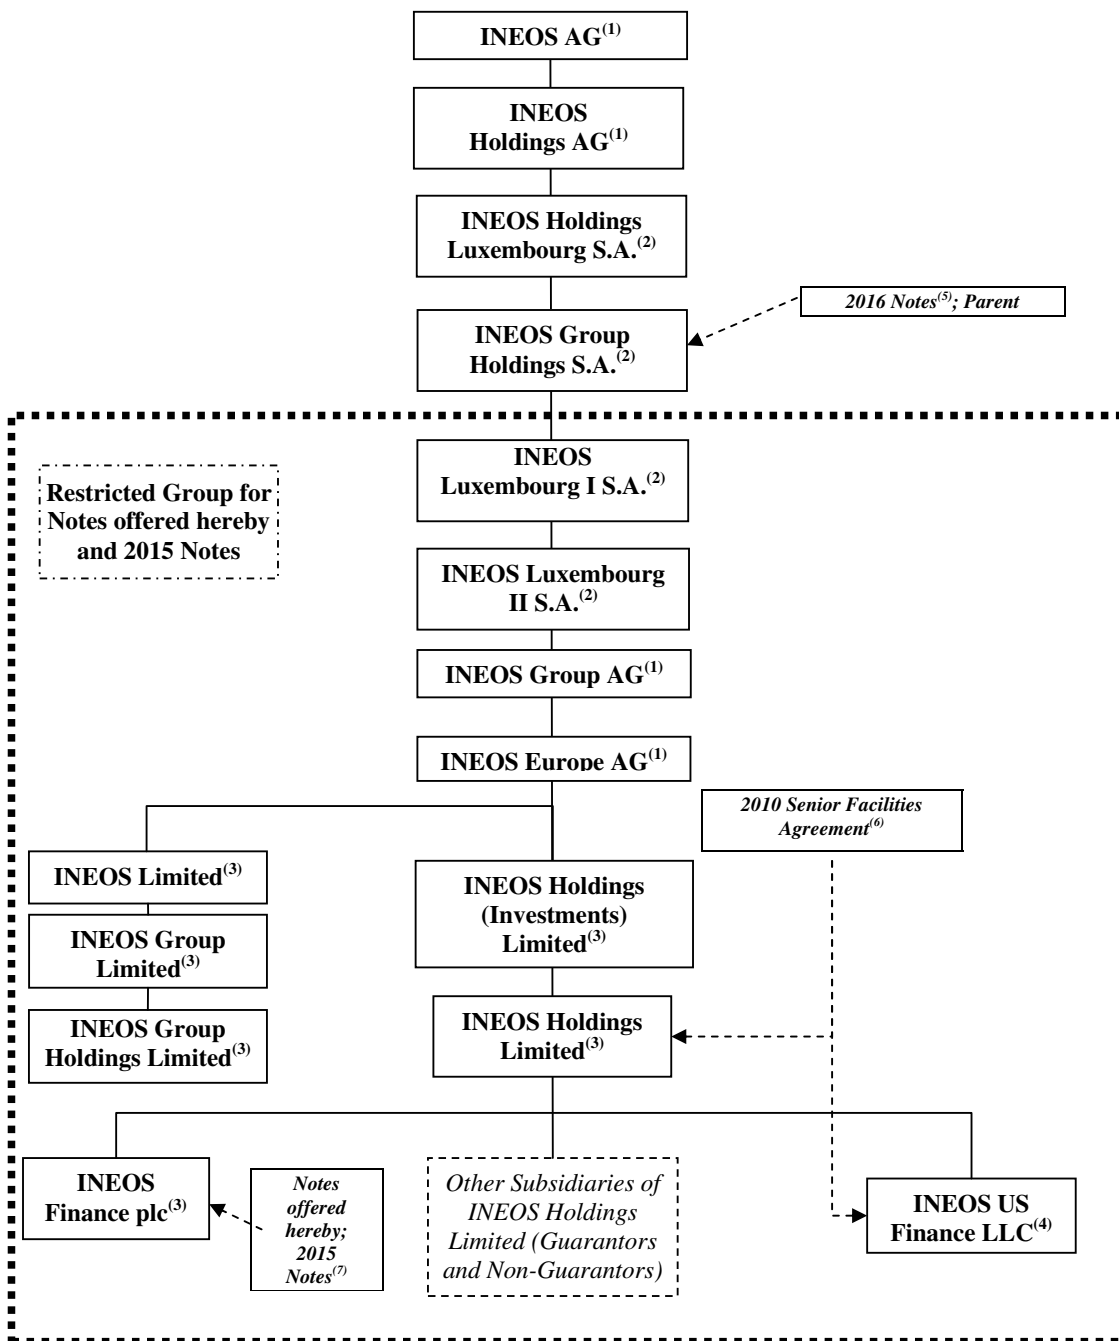 INEOS AG(1)
INEOS
Holdings AG(1)
INEOS Holdings
Luxembourg S.A.(2)
2016 Notes(5); Parent
INEOS Group
Holdings S.A.(2)
INEOS
Luxembourg I S.A.(2)
Restricted Group for
Notes offered hereby
and 2015 Notes
INEOS Luxembourg
II S.A.(2)
INEOS Group AG(1)
INEOS Europe AG(1)
2010 Senior Facilities
Agreement(6)
INEOS Limited(3)
INEOS Holdings
(Investments)
Limited(3)
INEOS Group
Limited(3)
INEOS Group
Holdings Limited(3)
INEOS Holdings
Limited(3)
INEOS
Finance plc(3)
Notes
offered
hereby;
2015
Notes(7)
Other Subsidiaries of
INEOS Holdings
Limited (Guarantors
and Non-Guarantors)
INEOS US
Finance LLC(4)